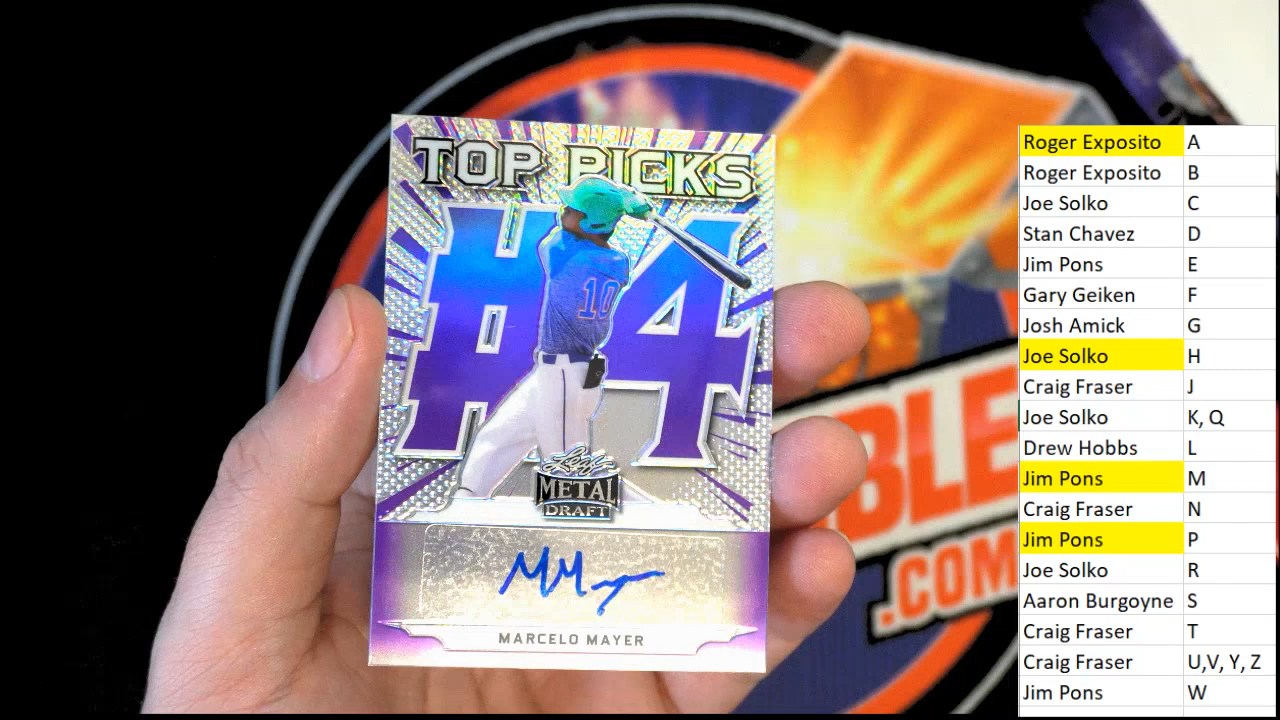 TOP PICKS
#4
10
Leaf
METAL
DRAFT
MMayer
MARCELO MAYER
BLE
.COM
Roger Exposito A
Roger Exposito B
Joe Solko C
Stan Chavez D
Jim Pons E
Gary Geiken F
Josh Amick G
Joe Solko H
Craig Fraser J
Joe Solko K, Q
Drew Hobbs L
Jim Pons M
Craig Fraser N
Jim Pons P
Joe Solko R
Aaron Burgoyne S
Craig Fraser T
Craig Fraser U,V, Y, Z
Jim Pons W